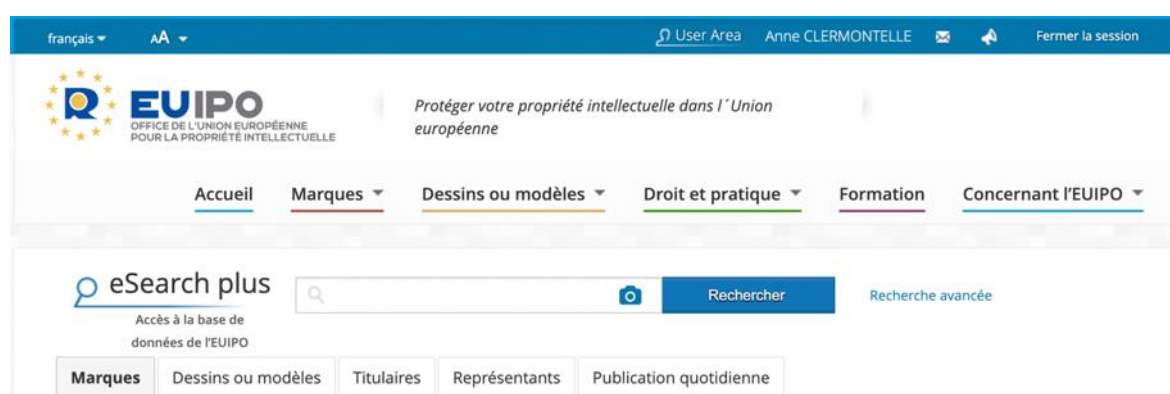 français AA User Area Anne CLERMONTELLE Fermer la session
R EUIPO
OFFICE DE L'UNION EUROPÉENNE
POUR LA PROPRIÉTÉ INTELLECTUELLE
Protéger votre propriété intellectuelle dans l´Union
européenne
Accueil Marques Dessins ou modèles Droit et pratique Formation Concernant l'EUIPO
eSearch plus Rechercher Recherche avancée
Accès à la base de
données de l'EUIPO
Marques Dessins ou modèles Titulaires Représentants Publication quotidienne